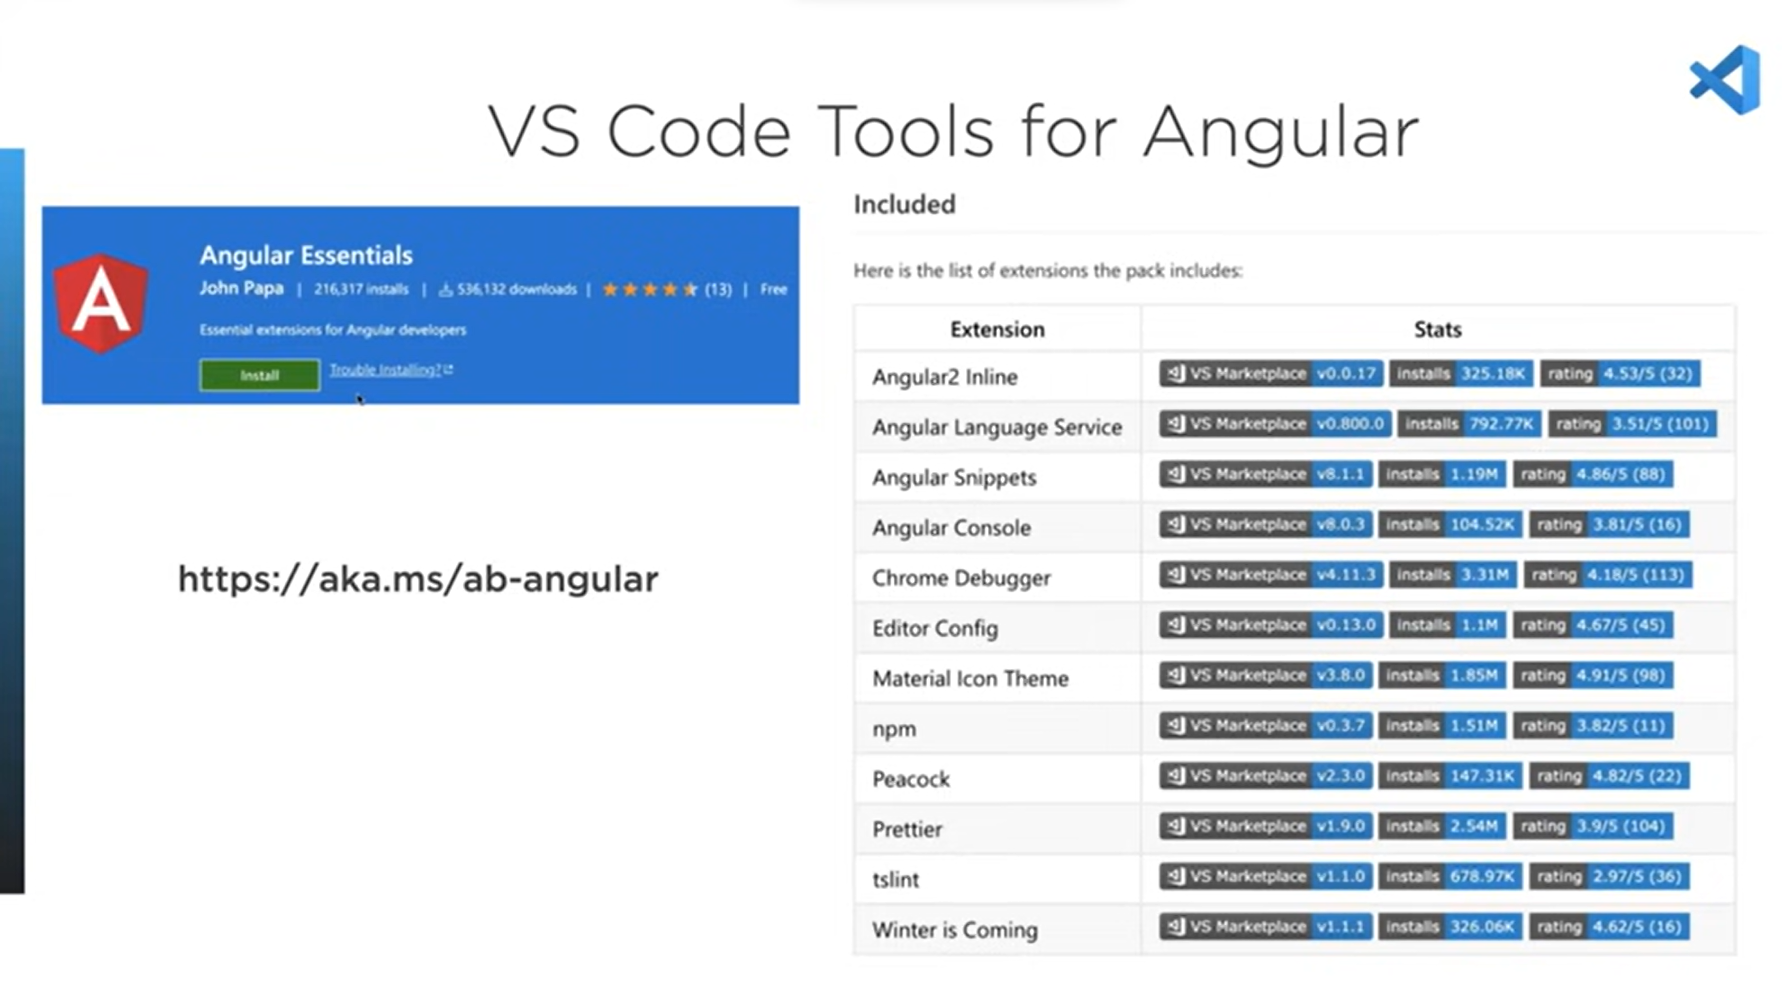 VS Code Tools for Angular
Angular Essentials
John Papa | 216,317 installs | 536,132 downloads | (13) | Free
Essential extensions for Angular developers
Install Trouble Installing?
https://aka.ms/ab-angular
Included
Here is the list of extensions the pack includes:
Extension Stats
Angular2 Inline VS Marketplace v0.0.17 installs 325.18K rating 4.53/5 (32)
Angular Language Service VS Marketplace v0.800.0 installs 792.77K rating 3.51/5 (101)
Angular Snippets VS Marketplace v8.1.1 installs 1.19M rating 4.86/5 (88)
Angular Console VS Marketplace v8.0.3 installs 104.52K rating 3.81/5 (16)
Chrome Debugger VS Marketplace v4.11.3 installs 3.31M rating 4.18/5 (113)
Editor Config VS Marketplace v0.13.0 installs 1.1M rating 4.67/5 (45)
Material Icon Theme VS Marketplace v3.8.0 installs 1.85M rating 4.91/5 (98)
npm VS Marketplace v0.3.7 installs 1.51M rating 3.82/5 (11)
Peacock VS Marketplace v2.3.0 installs 147.31K rating 4.82/5 (22)
Prettier VS Marketplace v1.9.0 installs 2.54M rating 3.9/5 (104)
tslint VS Marketplace v1.1.0 installs 678.97K rating 2.97/5 (36)
Winter is Coming VS Marketplace v1.1.1 installs 326.06K rating 4.62/5 (16)